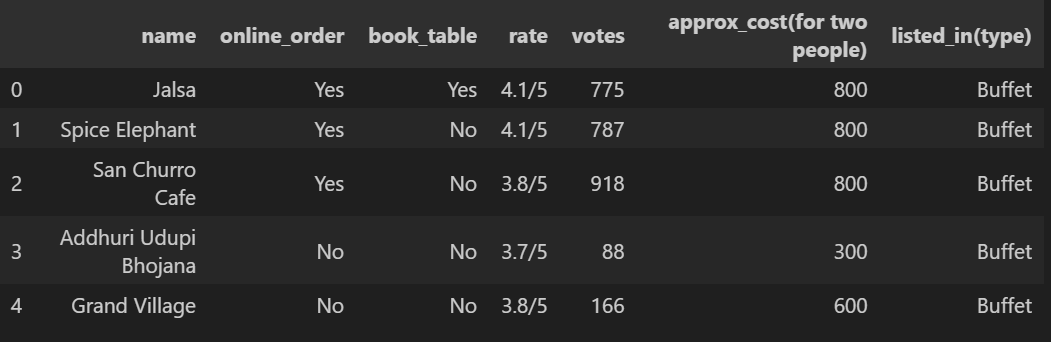 name online_order book_table rate votes approx_cost(for two people) listed_in(type)
0 Jalsa Yes Yes 4.1/5 775 800 Buffet
1 Spice Elephant Yes No 4.1/5 787 800 Buffet
2 San Churro Cafe Yes No 3.8/5 918 800 Buffet
3 Addhuri Udupi Bhojana No No 3.7/5 88 300 Buffet
4 Grand Village No No 3.8/5 166 600 Buffet